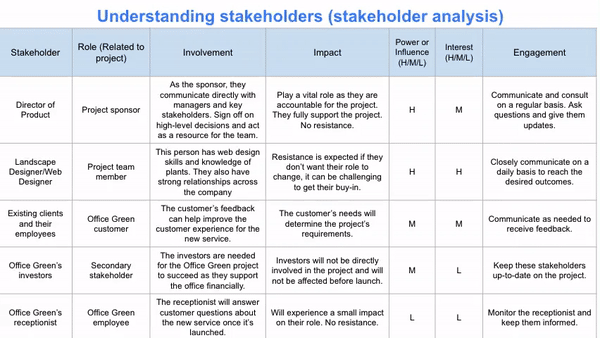 Understanding stakeholders (stakeholder analysis)
Stakeholder
Role (Related to
project)
Involvement
Impact
Power or
Influence
(H/M/L)
Interest
(H/M/L)
Engagement
Director of
Product
Project sponsor
As the sponsor, they
communicate directly with
managers and key
stakeholders. Sign off on
high-level decisions and act
as a resource for the team.
Play a vital role as they are
accountable for the project.
They fully support the project.
No resistance.
H
M
Communicate and consult
on a regular basis. Ask
questions and give them
updates.
Landscape
Designer/Web
Designer
Project team
member
This person has web design
skills and knowledge of
plants. They also have
strong relationships across
the company
Resistance is expected if they
don't want their role to
change, it can be challenging
to get their buy-in.
H
H
Closely communicate on a
daily basis to reach the
desired outcomes.
Existing clients
and their
employees
Office Green
customer
The customer's feedback
can help improve the
customer experience for the
new service.
The customer's needs will
determine the project's
requirements.
M
M
Communicate as needed to
receive feedback.
Office Green's
investors
Secondary
stakeholder
The investors are needed
for the Office Green project
to succeed as they support
the office financially.
Investors will not be directly
involved in the project and will
not be affected before launch.
M
L
Keep these stakeholders
up-to-date on the project.
Office Green's
receptionist
Office Green
employee
The receptionist will answer
customer questions about
the new service once it's
launched.
Will experience a small impact
on their role. No resistance.
L
L
Monitor the receptionist and
keep them informed.